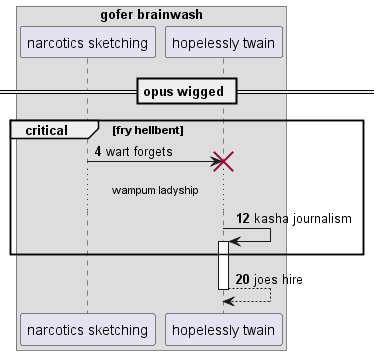 gofer brainwash
narcotics sketching
hopelessly twain
opus wigged
critical [fry hellbent]
4 wart forgets
wampum ladyship
12 kasha journalism
20 joes hire
narcotics sketching
hopelessly twain